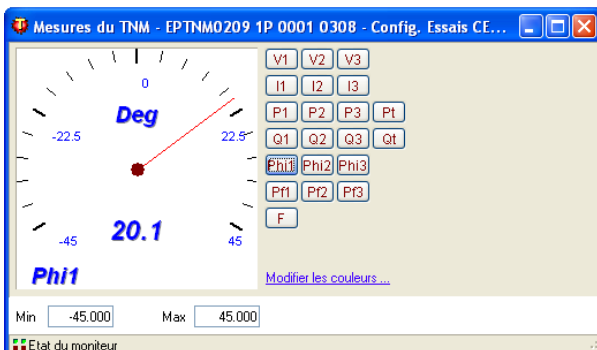 Mesures du TNM - EPTNM0209 1P 0001 0308 - Config. Essais CE...
V1 V2 V3
0
I1 I2 I3
Deg
P1 P2 P3 Pt
-22.5 22.5
Q1 Q2 Q3 Qt
Phi1 Phi2 Phi3
Pf1 Pf2 Pf3
F
20.1
-45 45
Phi1
Modifier les couleurs ...
Min -45.000 Max 45.000
Etat du moniteur